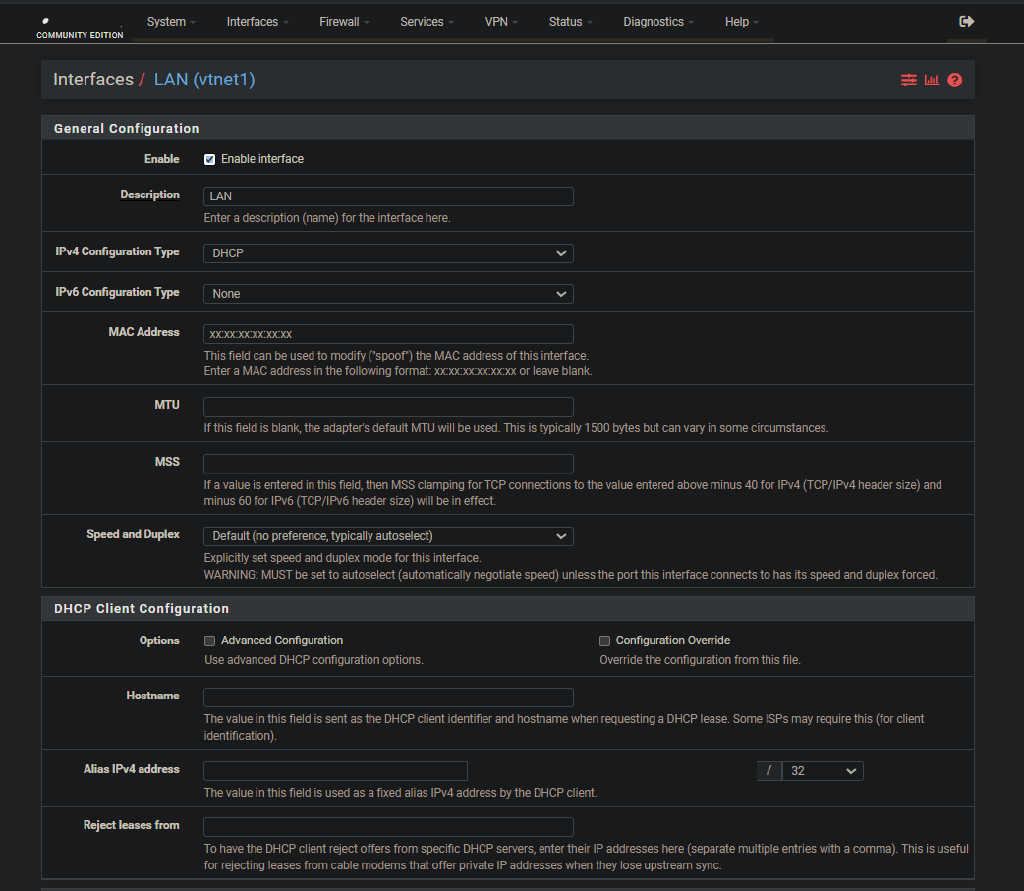 System Interfaces Firewall Services VPN Status Diagnostics Help
COMMUNITY EDITION
Interfaces / LAN (vtnet1)
General Configuration
Enable Enable interface
Description LAN
Enter a description (name) for the interface here.
IPv4 Configuration Type DHCP
IPv6 Configuration Type None
MAC Address xx:xx:xx:xx:xx:xx
This field can be used to modify ("spoof") the MAC address of this interface.
Enter a MAC address in the following format: xx:xx:xx:xx:xx:xx or leave blank.
MTU
If this field is blank, the adapter's default MTU will be used. This is typically 1500 bytes but can vary in some circumstances.
MSS
If a value is entered in this field, then MSS clamping for TCP connections to the value entered above minus 40 for IPv4 (TCP/IPv4 header size) and
minus 60 for IPv6 (TCP/IPv6 header size) will be in effect.
Speed and Duplex Default (no preference, typically autoselect)
Explicitly set speed and duplex mode for this interface.
WARNING: MUST be set to autoselect (automatically negotiate speed) unless the port this interface connects to has its speed and duplex forced.
DHCP Client Configuration
Options Advanced Configuration Configuration Override
Use advanced DHCP configuration options. Override the configuration from this file.
Hostname
The value in this field is sent as the DHCP client identifier and hostname when requesting a DHCP lease. Some ISPs may require this (for client
identification).
Alias IPv4 address / 32
The value in this field is used as a fixed alias IPv4 address by the DHCP client.
Reject leases from
To have the DHCP client reject offers from specific DHCP servers, enter their IP addresses here (separate multiple entries with a comma). This is useful
for rejecting leases from cable modems that offer private IP addresses when they lose upstream sync.